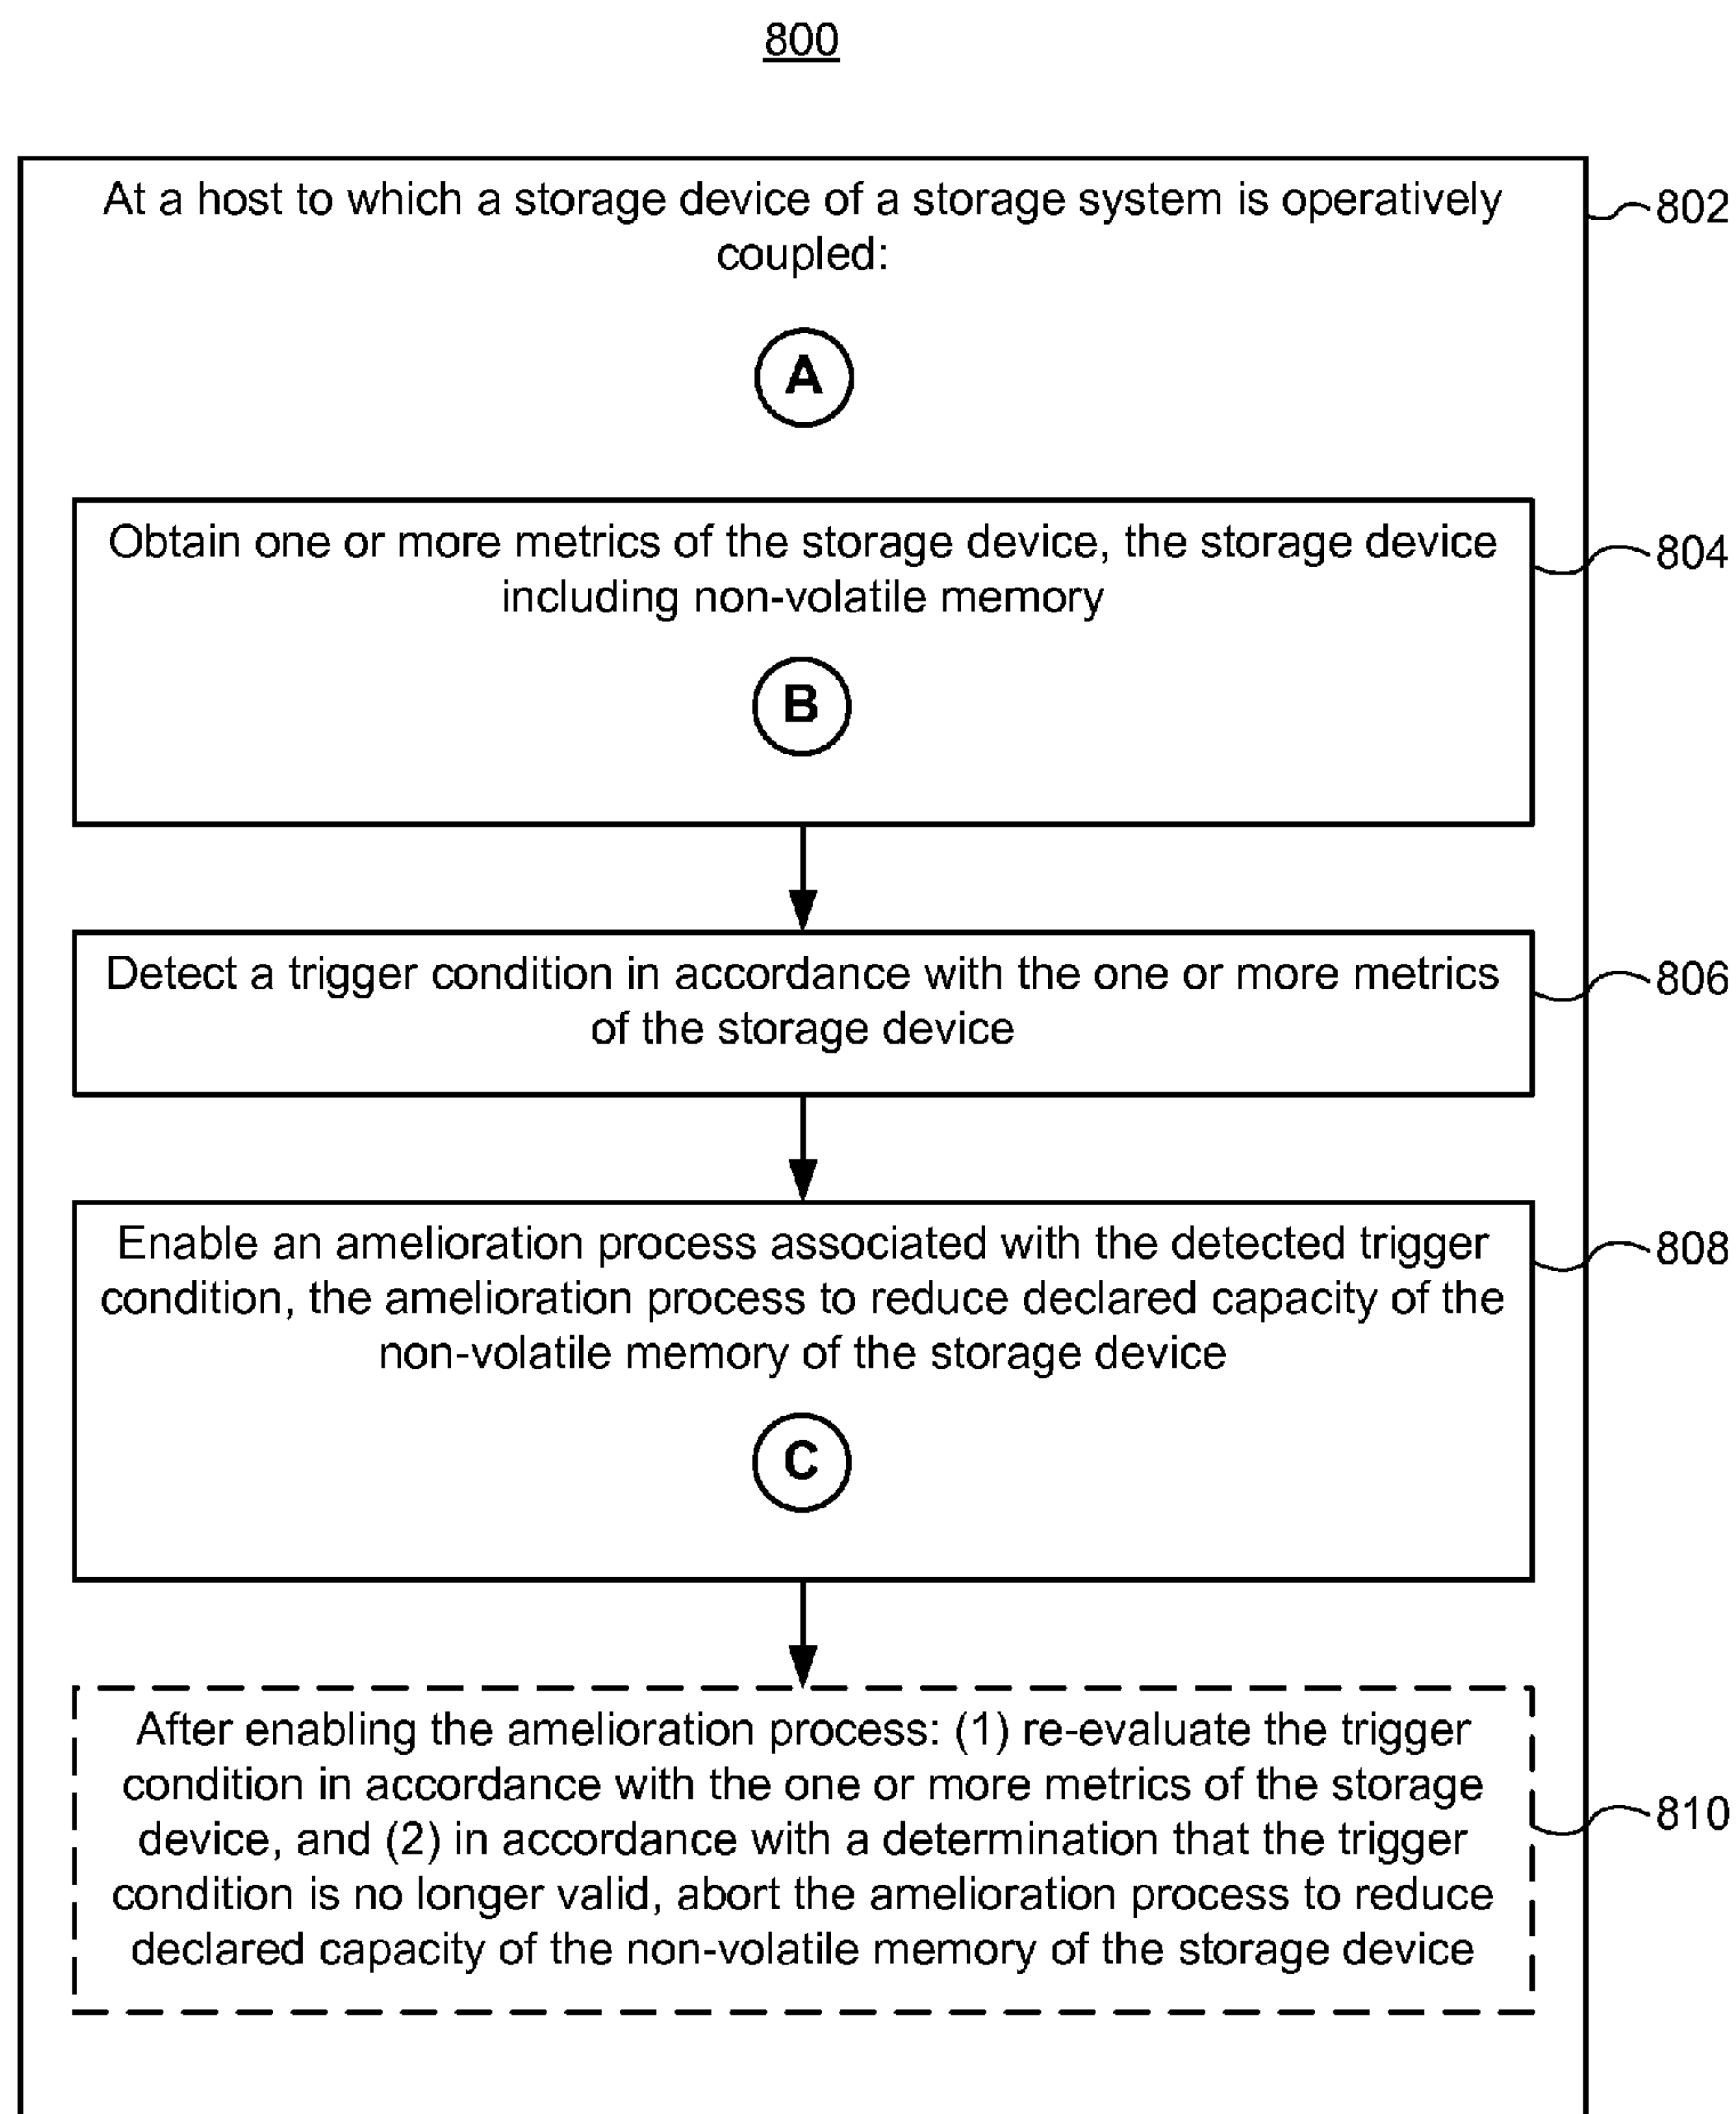 800
At a host to which a storage device of a storage system is operatively
coupled:
802
A
Obtain one or more metrics of the storage device, the storage device
including non-volatile memory
804
B
Detect a trigger condition in accordance with the one or more metrics
of the storage device
806
Enable an amelioration process associated with the detected trigger
condition, the amelioration process to reduce declared capacity of the
non-volatile memory of the storage device
808
C
After enabling the amelioration process: (1) re-evaluate the trigger
condition in accordance with the one or more metrics of the storage
device, and (2) in accordance with a determination that the trigger
condition is no longer valid, abort the amelioration process to reduce
declared capacity of the non-volatile memory of the storage device
810